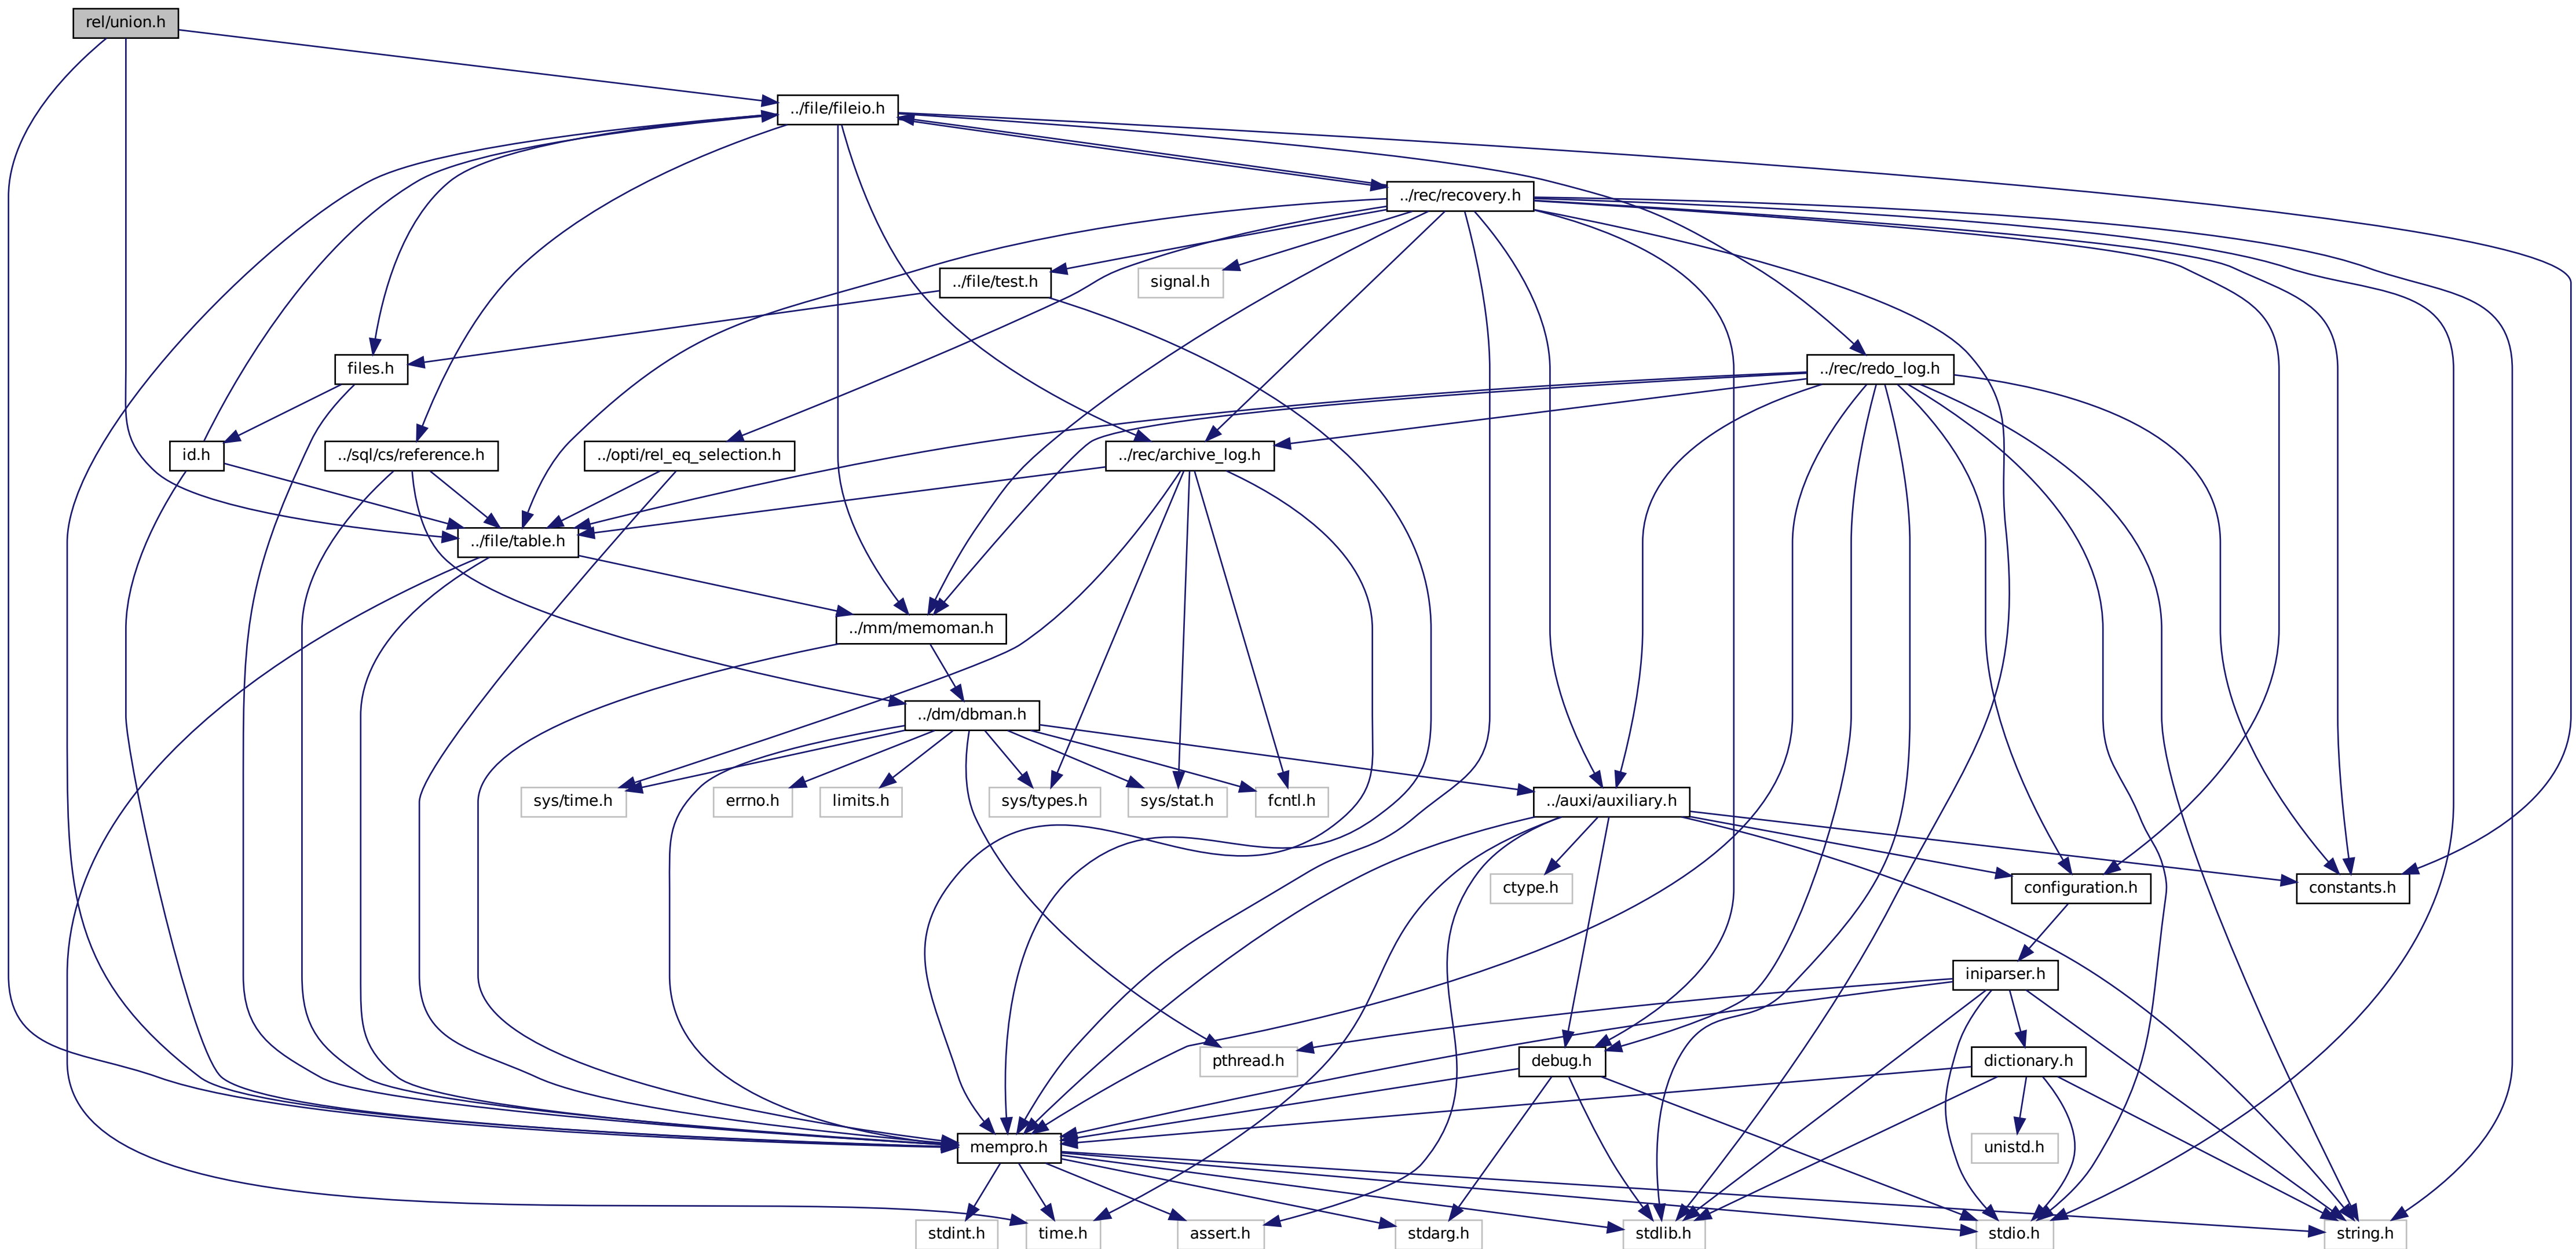 rel/union.h
../file/fileio.h
../rec/recovery.h
../file/test.h
signal.h
files.h
../rec/redo_log.h
id.h
../sql/cs/reference.h
../opti/rel_eq_selection.h
../rec/archive_log.h
../file/table.h
../mm/memoman.h
../dm/dbman.h
sys/time.h
errno.h
limits.h
sys/types.h
sys/stat.h
fcntl.h
../auxi/auxiliary.h
ctype.h
configuration.h
constants.h
iniparser.h
pthread.h
debug.h
dictionary.h
mempro.h
unistd.h
stdint.h
time.h
assert.h
stdarg.h
stdlib.h
stdio.h
string.h